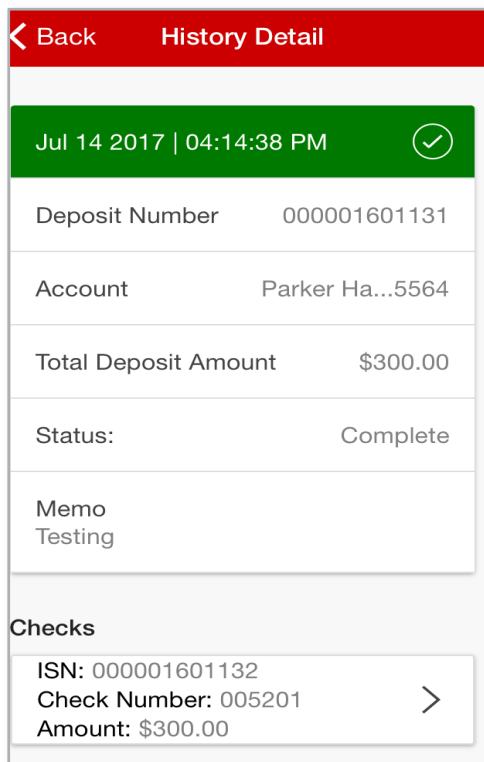 Back History Detail
Jul 14 2017 | 04:14:38 PM
Deposit Number 000001601131
Account Parker Ha...5564
Total Deposit Amount $300.00
Status: Complete
Memo
Testing
Checks
ISN: 000001601132
Check Number: 005201
Amount: $300.00